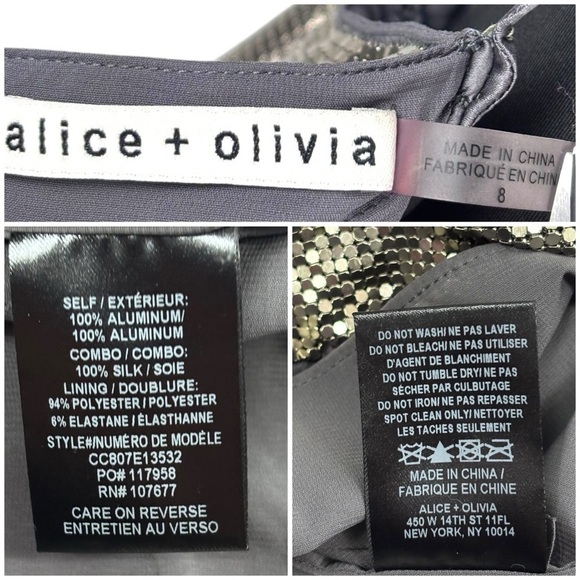 alice + olivia
MADE IN CHINA
FABRIQUÉ EN CHIN
8
SELF / EXTÉRIEUR:
100% ALUMINUM/
100% ALUMINUM
COMBO / COMBO:
100% SILK / SOIE
LINING / DOUBLURE:
94% POLYESTER / POLYESTER
6% ELASTANE / ÉLASTHANNE
STYLE#/NUMÉRO DE MODÈLE
CC807E13532
PO# 117958
RN# 107677
CARE ON REVERSE
ENTRETIEN AU VERSO
DO NOT WASH/ NE PAS LAVER
DO NOT BLEACH/ NE PAS UTILISER
D'AGENT DE BLANCHIMENT
DO NOT TUMBLE DRY/ NE PAS
SÉCHER PAR CULBUTAGE
DO NOT IRON/ NE PAS REPASSER
SPOT CLEAN ONLY/ NETTOYER
LES TACHES SEULEMENT
MADE IN CHINA /
FABRIQUÉ EN CHINE
ALICE + OLIVIA
450 W 14TH ST 11FL
NEW YORK, NY 10014